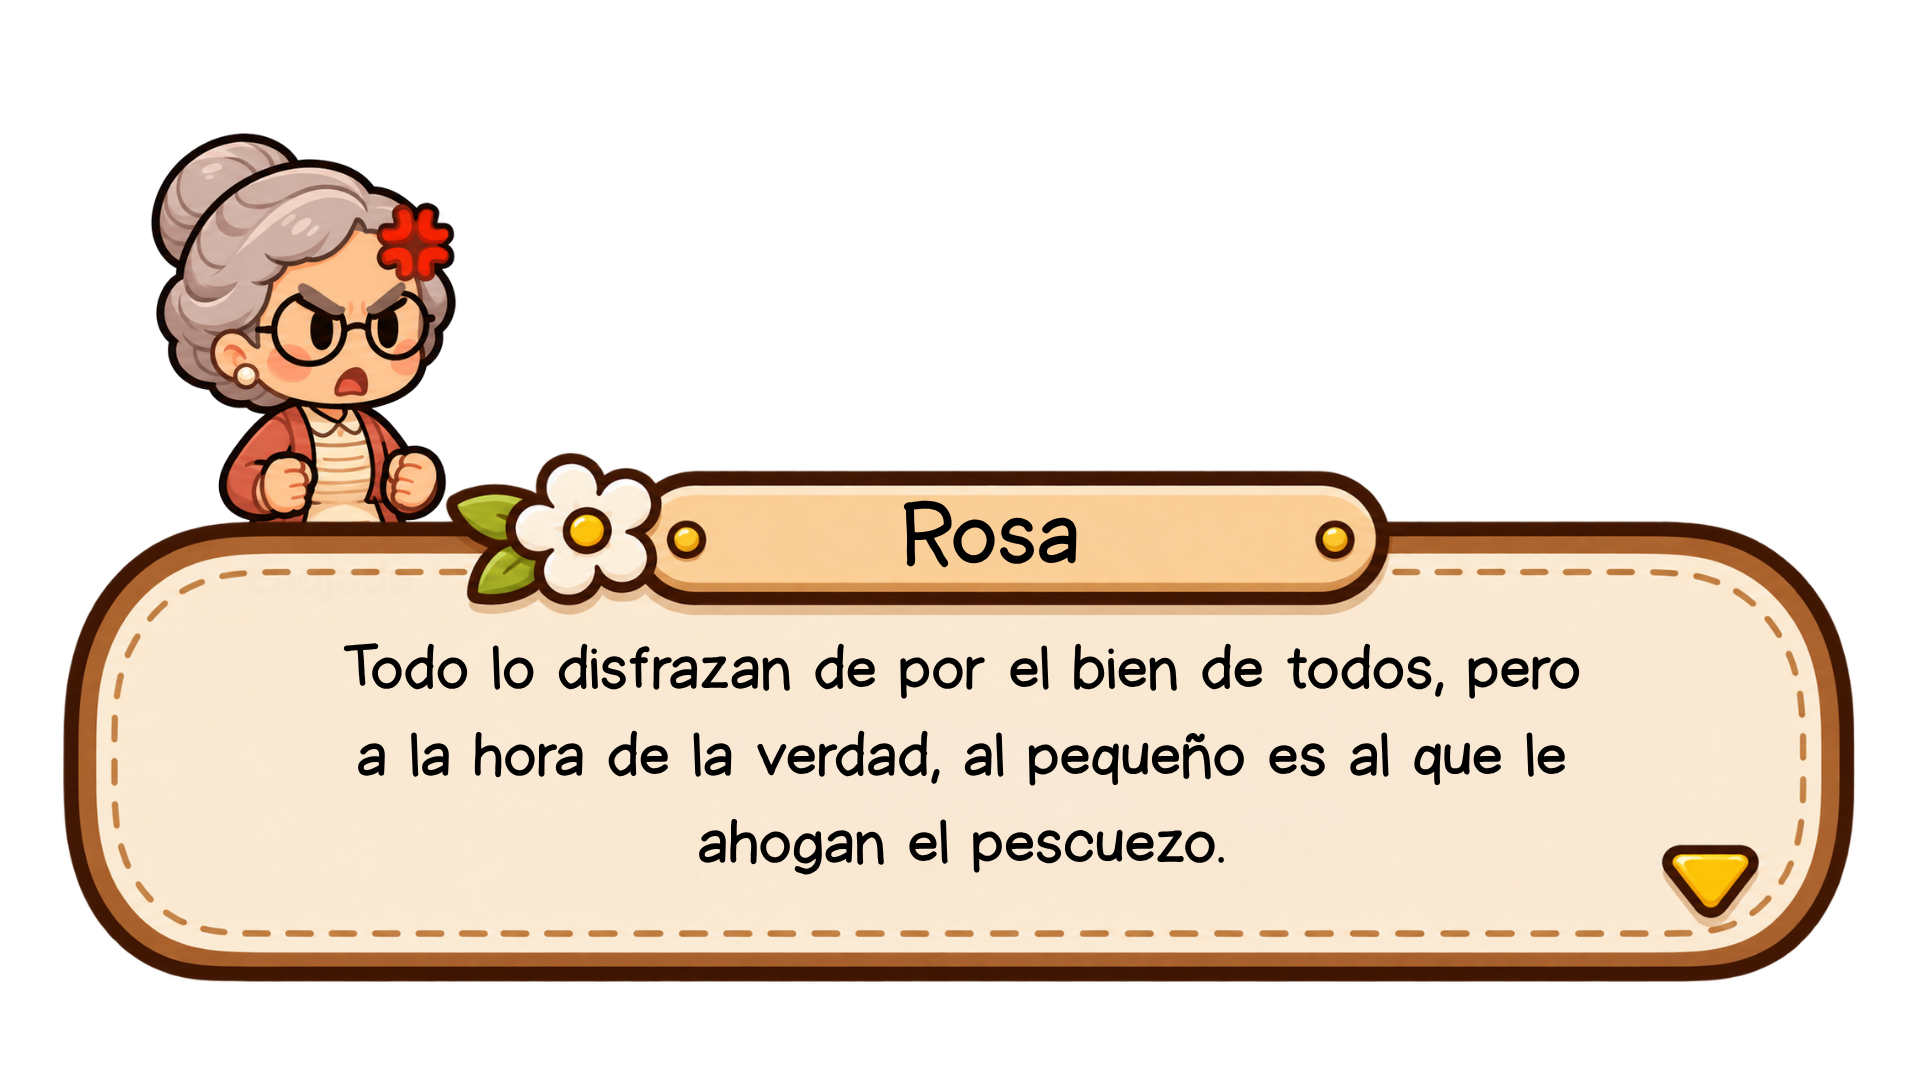 Rosa
Todo lo disfrazan de por el bien de todos, pero
a la hora de la verdad, al pequeño es al que le
ahogan el pescuezo.